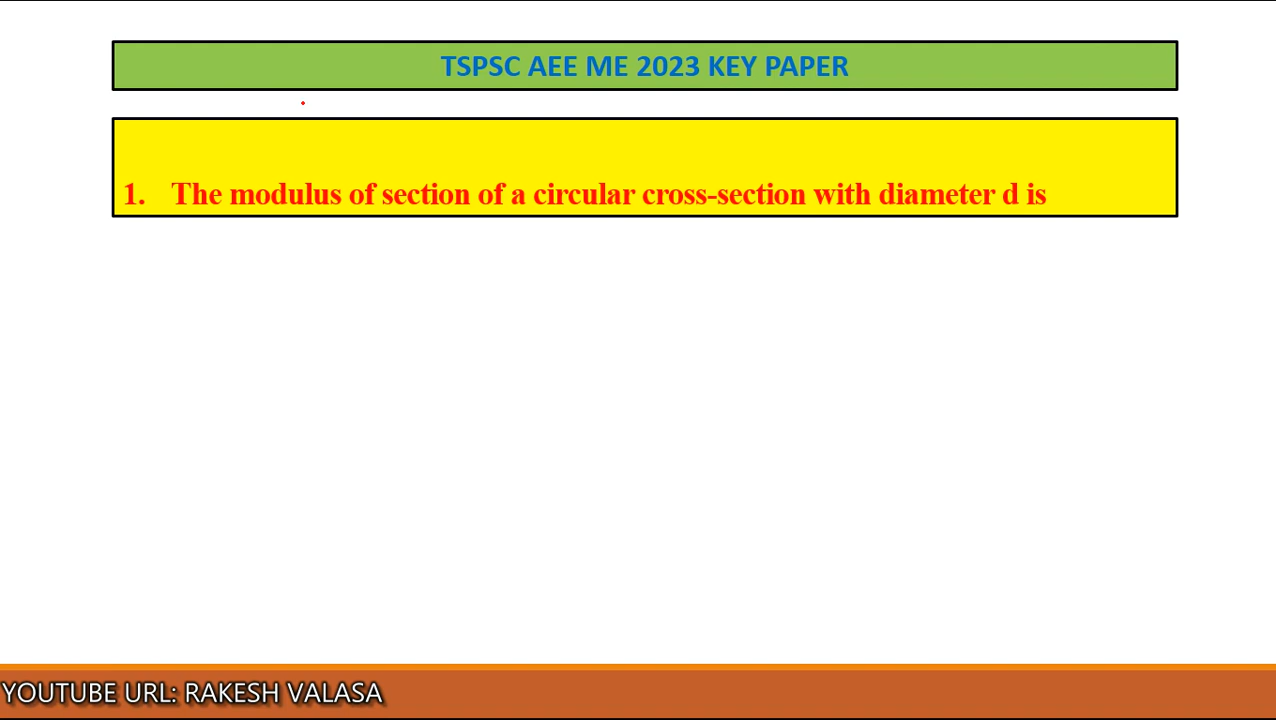 TSPSC AEE ME 2023 KEY PAPER
1. The modulus of section of a circular cross-section with diameter d is
YOUTUBE URL: RAKESH VALASA